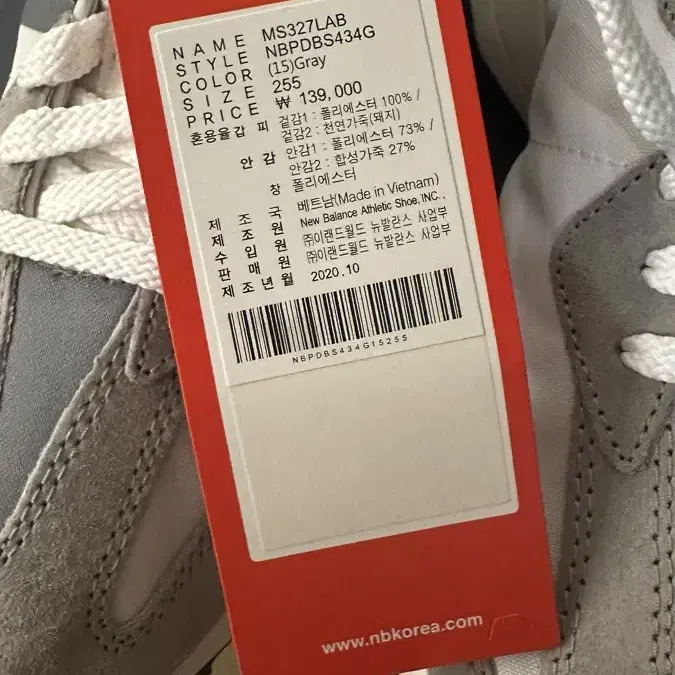 NAME MS327LAB
STYLE NBPDBS434G
COLOR (15)Gray
SIZE 255
PRICE ₩ 139,000
혼용율갑 피 겉감1 : 폴리에스터 100% /
겉감2 : 천연가죽(돼지)
안 감 안감1 : 폴리에스터 73% /
안감2 : 합성가죽 27%
창 폴리에스터
제 조 국 베트남(Made in Vietnam)
제 조 원 New Balance Athletic Shoe, INC.,
수 입 원 ㈜이랜드월드 뉴발란스 사업부
판 매 원 ㈜이랜드월드 뉴발란스 사업부
제 조 년 월 2020.10
NBPDBS434G15255
www.nbkorea.com